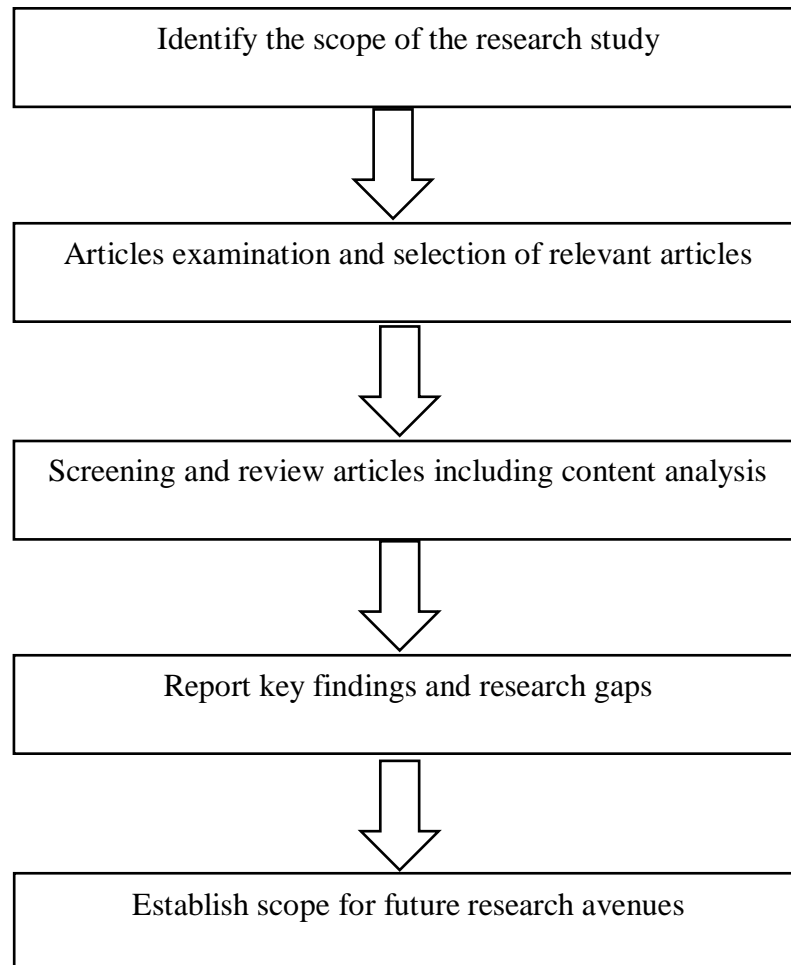 Identify the scope of the research study
Articles examination and selection of relevant articles
Screening and review articles including content analysis
Report key findings and research gaps
Establish scope for future research avenues